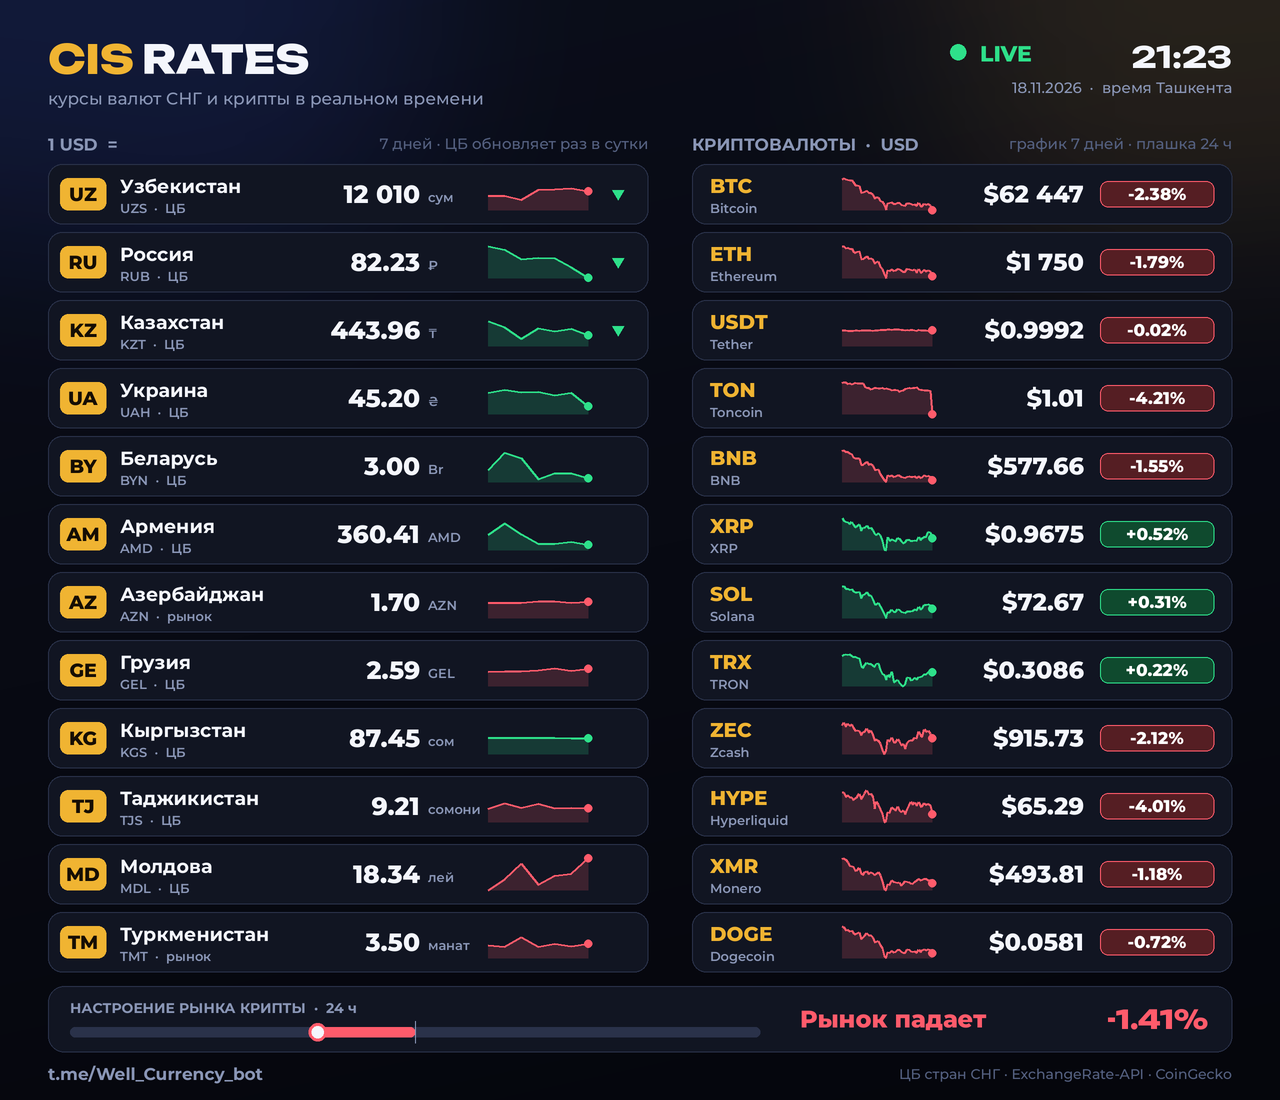 CIS RATES
LIVE
21:23
курсы валют СНГ и крипты в реальном времени
18.11.2026 · время Ташкента
1 USD =
7 дней · ЦБ обновляет раз в сутки
UZ Узбекистан 12 010 сум
UZS · ЦБ
RU Россия 82.23 ₽
RUB · ЦБ
KZ Казахстан 443.96 ₸
KZT · ЦБ
UA Украина 45.20 ₴
UAH · ЦБ
BY Беларусь 3.00 Br
BYN · ЦБ
AM Армения 360.41 AMD
AMD · ЦБ
AZ Азербайджан 1.70 AZN
AZN · рынок
GE Грузия 2.59 GEL
GEL · ЦБ
KG Кыргызстан 87.45 сом
KGS · ЦБ
TJ Таджикистан 9.21 сомони
TJS · ЦБ
MD Молдова 18.34 лей
MDL · ЦБ
TM Туркменистан 3.50 манат
TMT · рынок
КРИПТОВАЛЮТЫ · USD
график 7 дней · плашка 24 ч
BTC $62 447 -2.38%
Bitcoin
ETH $1 750 -1.79%
Ethereum
USDT $0.9992 -0.02%
Tether
TON $1.01 -4.21%
Toncoin
BNB $577.66 -1.55%
BNB
XRP $0.9675 +0.52%
XRP
SOL $72.67 +0.31%
Solana
TRX $0.3086 +0.22%
TRON
ZEC $915.73 -2.12%
Zcash
HYPE $65.29 -4.01%
Hyperliquid
XMR $493.81 -1.18%
Monero
DOGE $0.0581 -0.72%
Dogecoin
НАСТРОЕНИЕ РЫНКА КРИПТЫ · 24 ч
Рынок падает -1.41%
t.me/Well_Currency_bot
ЦБ стран СНГ · ExchangeRate-API · CoinGecko